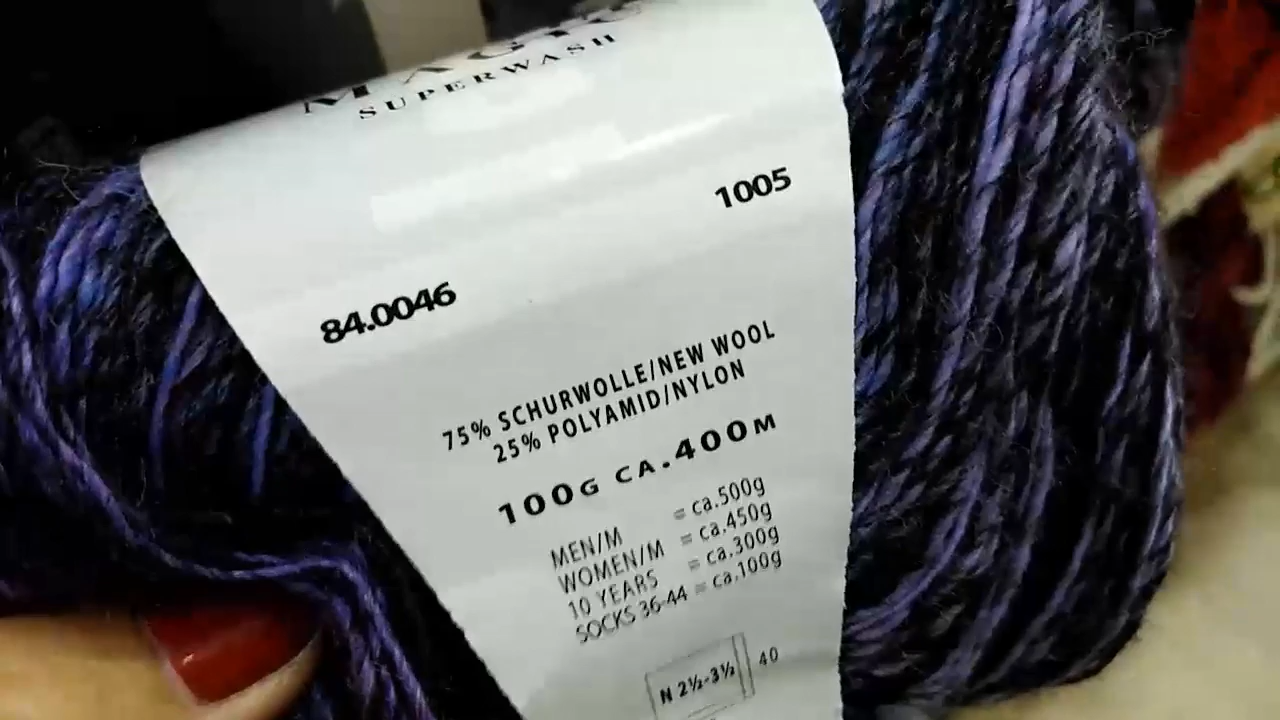 MAGIC
SUPERWASH
1005
84.0046
75% SCHURWOLLE/NEW WOOL
25% POLYAMID/NYLON
100G CA.400M
MEN/M = ca.500g
WOMEN/M = ca.450g
10 YEARS = ca.300g
SOCKS 36-44 = ca.100g
N 2½-3½ 40